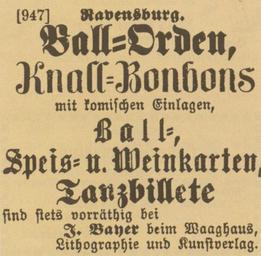 [947] Ravensburg.
Ball=Orden,
Knall=Bonbons
mit komischen Einlagen,
Ball=,
Speis= u. Weinkarten,
Tanzbillete
sind stets vorräthig bei
J. Bayer beim Waaghaus,
Lithographie und Kunstverlag.